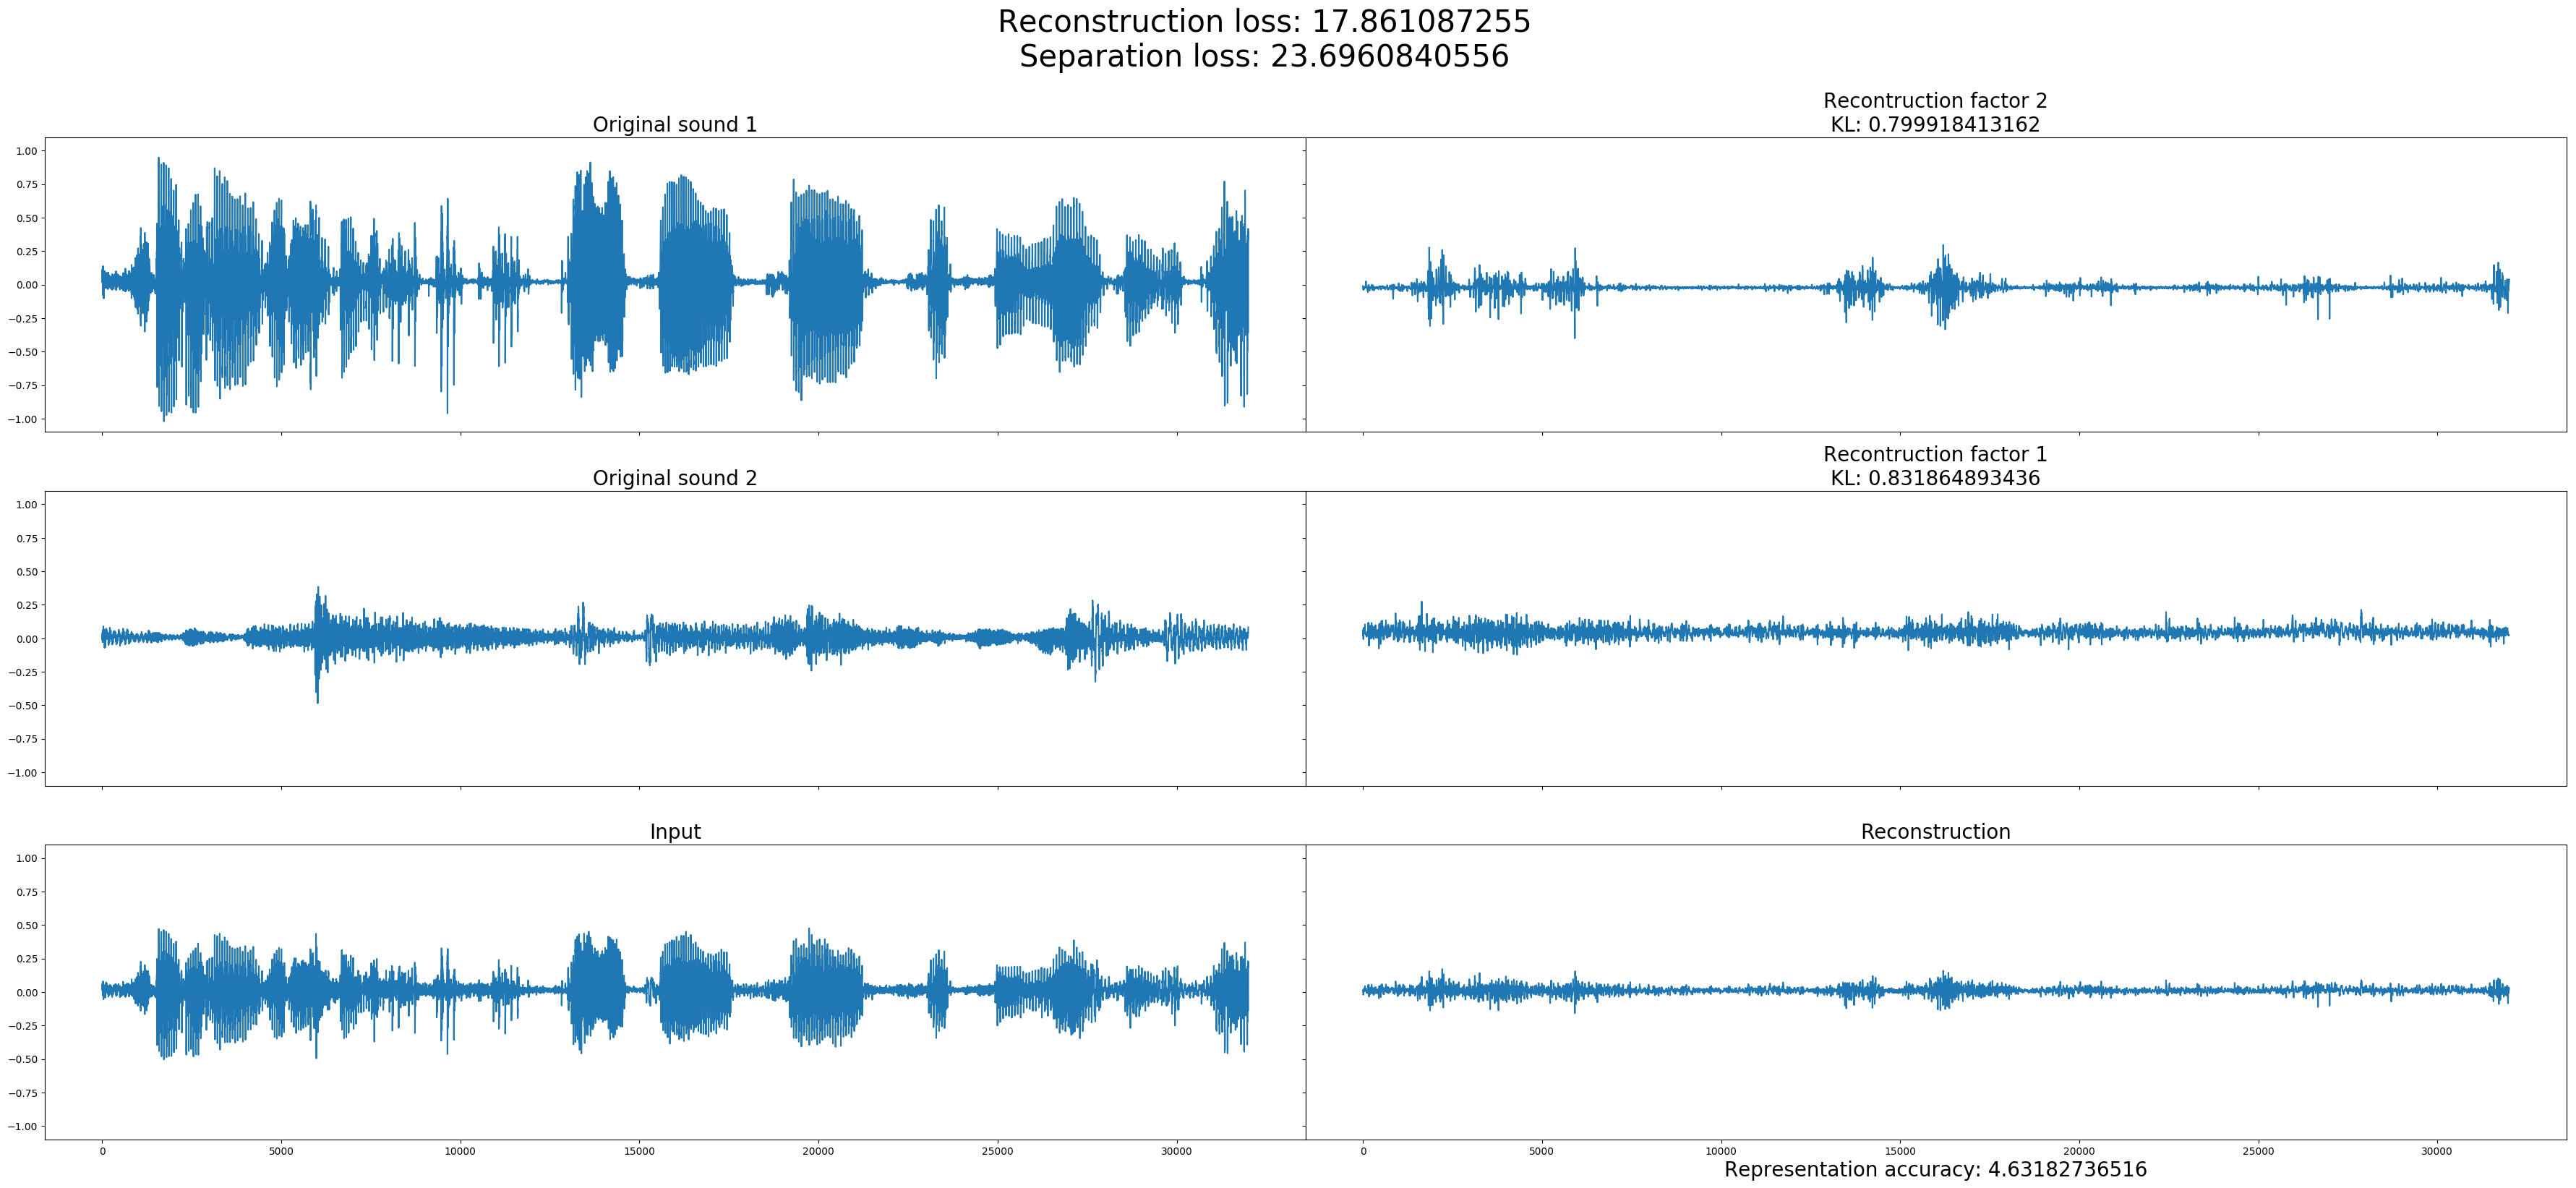 Reconstruction loss: 17.861087255
Separation loss: 23.6960840556
Original sound 1
1.00
0.75
0.50
0.25
0.00
−0.25
−0.50
−0.75
−1.00
Recontruction factor 2
KL: 0.799918413162
Original sound 2
1.00
0.75
0.50
0.25
0.00
−0.25
−0.50
−0.75
−1.00
Recontruction factor 1
KL: 0.831864893436
Input
1.00
0.75
0.50
0.25
0.00
−0.25
−0.50
−0.75
−1.00
0 5000 10000 15000 20000 25000 30000
Reconstruction
0 5000 10000 15000 20000 25000 30000
Representation accuracy: 4.63182736516